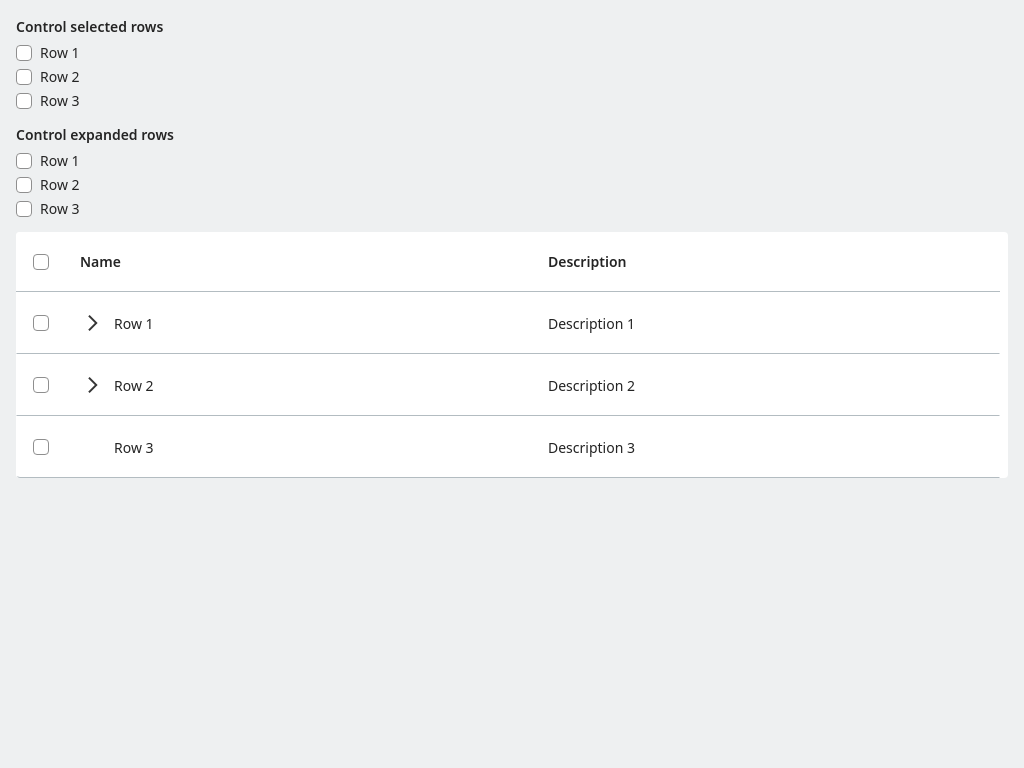 Control selected rows
Row 1
Row 2
Row 3
Control expanded rows
Row 1
Row 2
Row 3
Name Description
Row 1 Description 1
Row 2 Description 2
Row 3 Description 3